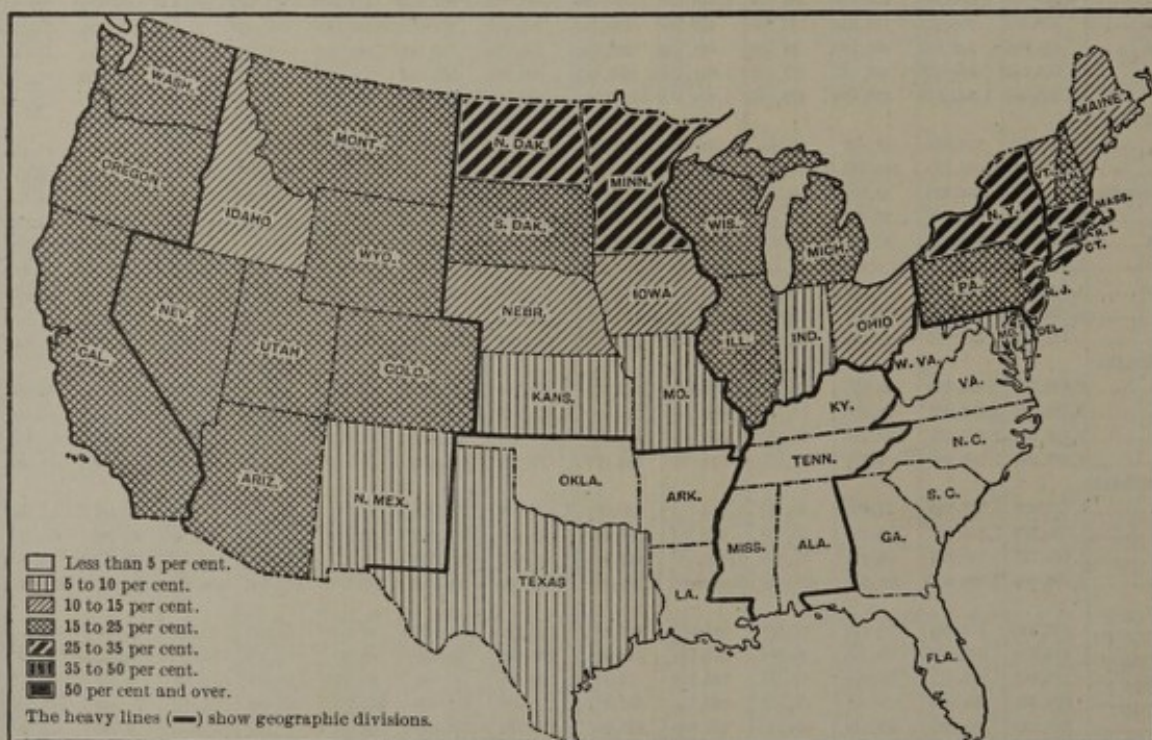 WASH.
OREGON
CAL.
NEV.
IDAHO
MONT.
WYO.
UTAH
COLO.
ARIZ.
N. MEX.
N. DAK.
S. DAK.
NEBR.
KANS.
OKLA.
TEXAS
MINN.
IOWA
MO.
ARK.
LA.
WIS.
ILL.
MICH.
IND.
OHIO
KY.
TENN.
MISS.
ALA.
GA.
FLA.
S. C.
N. C.
VA.
W. VA.
MD.
DEL.
PA.
N. J.
N. Y.
CT.
R. I.
MASS.
VT.
N.H.
MAINE
Less than 5 per cent.
5 to 10 per cent.
10 to 15 per cent.
15 to 25 per cent.
25 to 35 per cent.
35 to 50 per cent.
50 per cent and over.
The heavy lines (—) show geographic divisions.